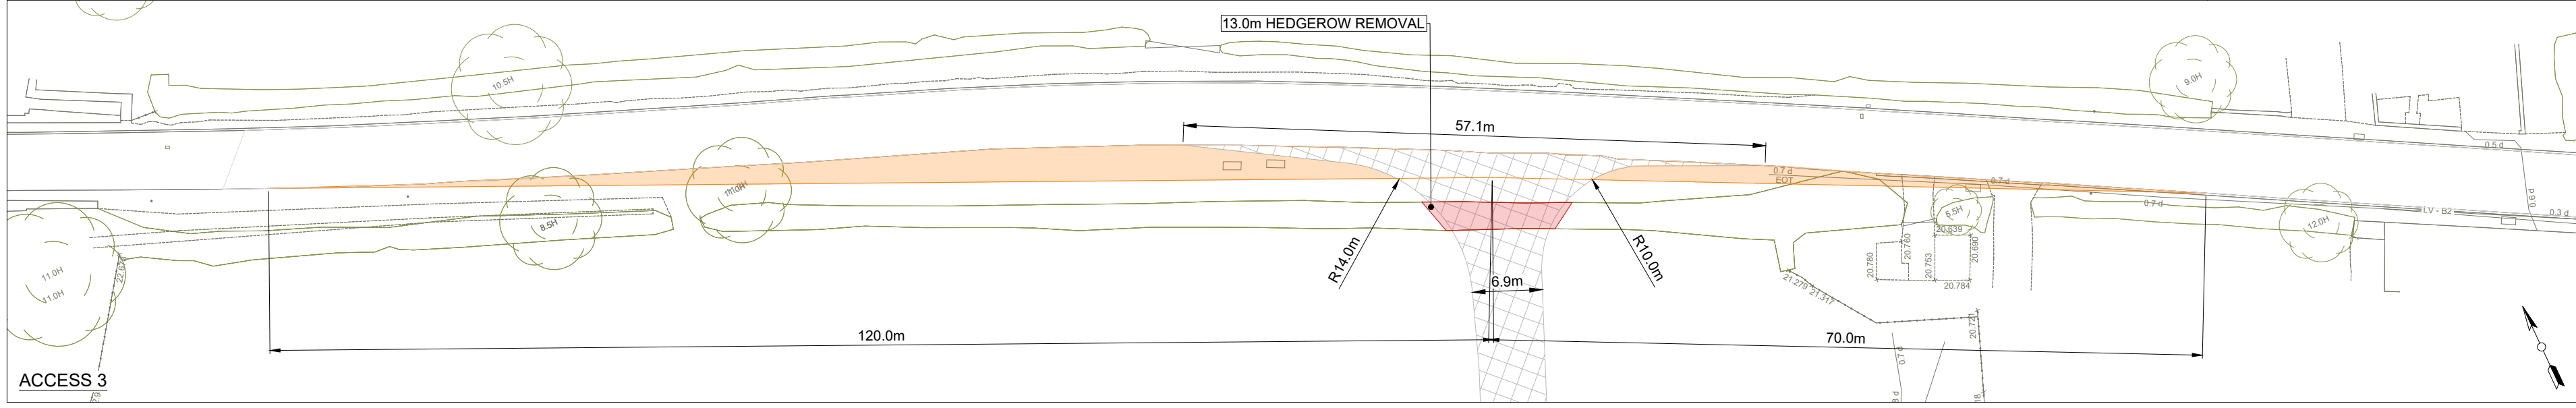 13.0m HEDGEROW REMOVAL
10.5H
9.0H
57.1m
0.5 d
0.7 d
EOT
0.7 d
11.0H
0.6 d
8.5H
6.5H
0.7 d
LV - B2
0.3 d
12.0H
20.639
20.760
20.690
20.780
20.753
20.784
11.0H
11.0H
R14.0m
R10.0m
6.9m
21.279
21.317
20.721
120.0m
70.0m
0.7 d
ACCESS 3